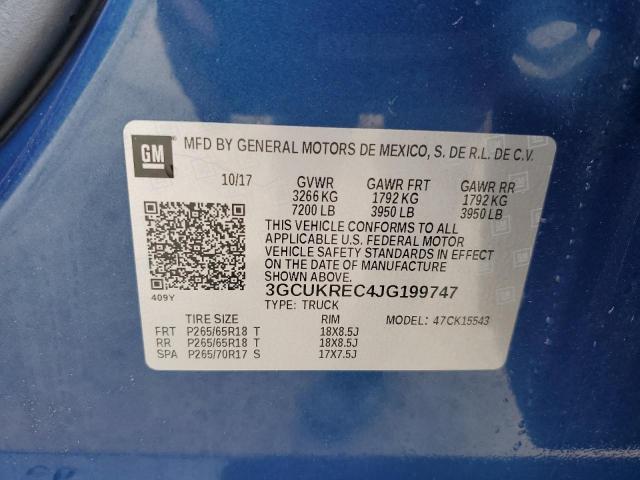 GM MFD BY GENERAL MOTORS DE MEXICO, S. DE R.L. DE C.V.
10/17 GVWR GAWR FRT GAWR RR
3266 KG 1792 KG 1792 KG
7200 LB 3950 LB 3950 LB
THIS VEHICLE CONFORMS TO ALL
APPLICABLE U.S. FEDERAL MOTOR
VEHICLE SAFETY STANDARDS IN EFFECT
ON THE DATE OF MANUFACTURE
SHOWN ABOVE.
409Y 3GCUKREC4JG199747
TYPE: TRUCK
TIRE SIZE RIM MODEL: 47CK15543
FRT P265/65R18 T 18X8.5J
RR P265/65R18 T 18X8.5J
SPA P265/70R17 S 17X7.5J